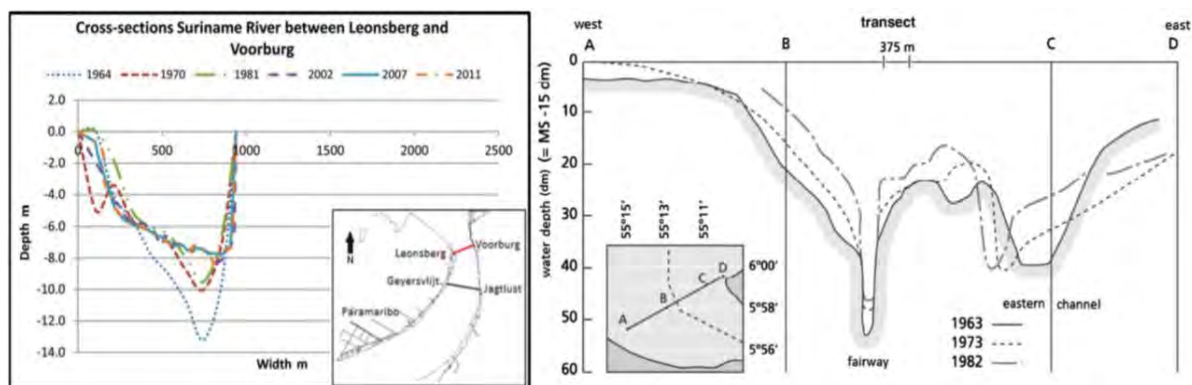 Cross-sections Suriname River between Leonsberg and
Voorburg
1964 1970 1981 2002 2007 2011
2.0
0.0
-2.0
-4.0
-6.0
-8.0
-10.0
-12.0
-14.0
0 500 1000 1500 2000 2500
Depth m
Width m
N
Leonsberg
Voorburg
Geyersvlijt
Jagtlust
Paramaribo
west transect east
A B 375 m C D
0
10
20
30
40
50
60
water depth (dm) (= MS -15 dm)
55°15' 55°13' 55°11'
6°00'
5°58'
5°56'
A B C D
eastern channel
fairway
1963
1973
1982